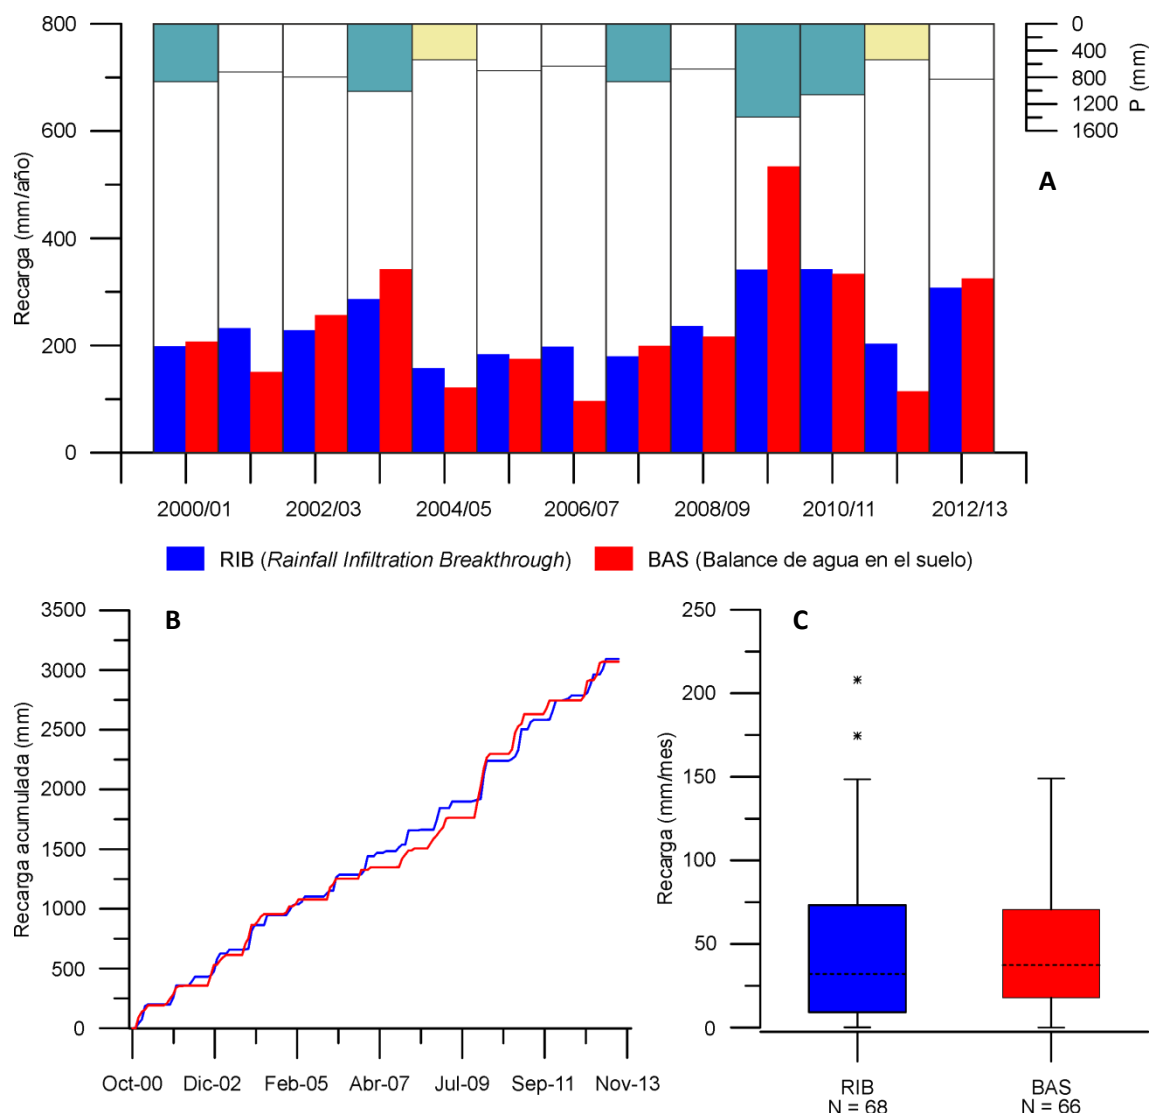 800
600
400
200
0
Recarga (mm/año)
0
400
800
1200
1600
P (mm)
A
2000/01 2002/03 2004/05 2006/07 2008/09 2010/11 2012/13
RIB (Rainfall Infiltration Breakthrough) BAS (Balance de agua en el suelo)
3500
3000
2500
2000
1500
1000
500
0
Recarga acumulada (mm)
B
Oct-00 Dic-02 Feb-05 Abr-07 Jul-09 Sep-11 Nov-13
250
200
150
100
50
0
Recarga (mm/mes)
C
*
*
RIB BAS
N = 68 N = 66